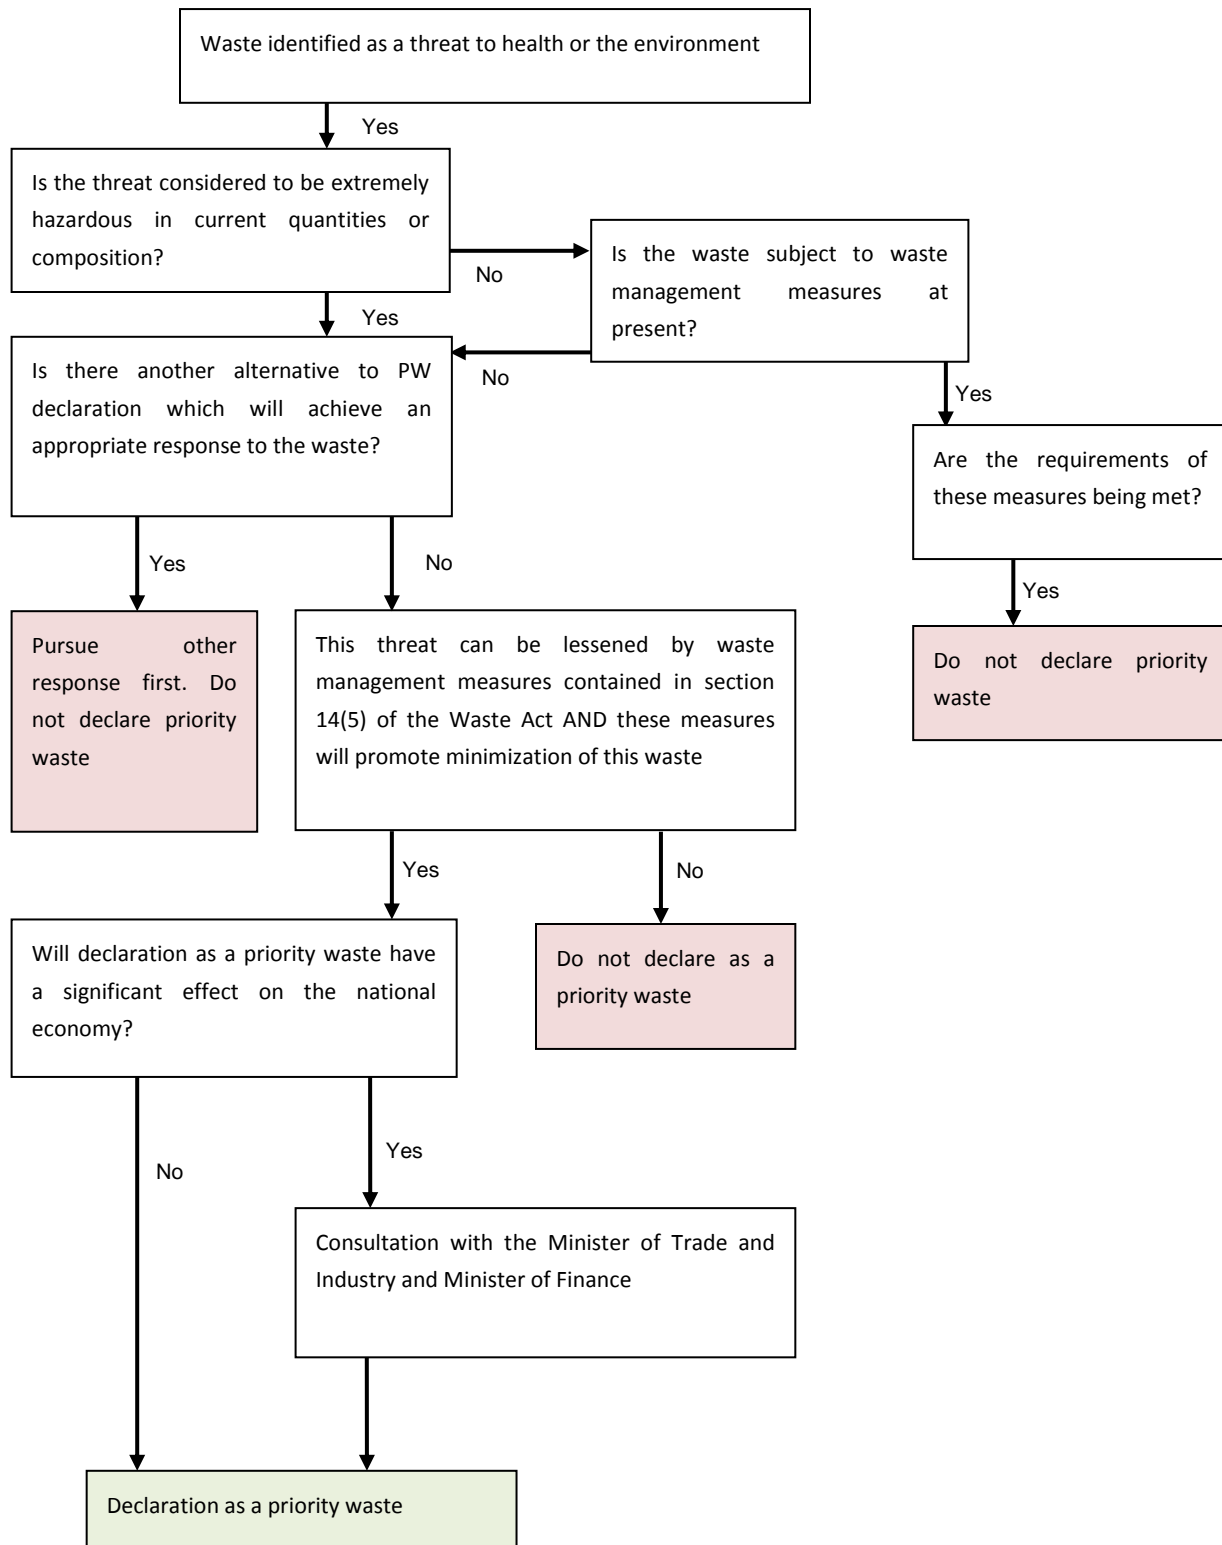 Waste identified as a threat to health or the environment
Yes
Is the threat considered to be extremely
hazardous in current quantities or
composition?
No
Is the waste subject to waste
management measures at
present?
Yes
No
Yes
Is there another alternative to PW
declaration which will achieve an
appropriate response to the waste?
Are the requirements of
these measures being met?
Yes
No
Yes
Pursue other
response first. Do
not declare priority
waste
This threat can be lessened by waste
management measures contained in section
14(5) of the Waste Act AND these measures
will promote minimization of this waste
Do not declare priority
waste
Yes
No
Will declaration as a priority waste have
a significant effect on the national
economy?
Do not declare as a
priority waste
No
Yes
Consultation with the Minister of Trade and
Industry and Minister of Finance
Declaration as a priority waste